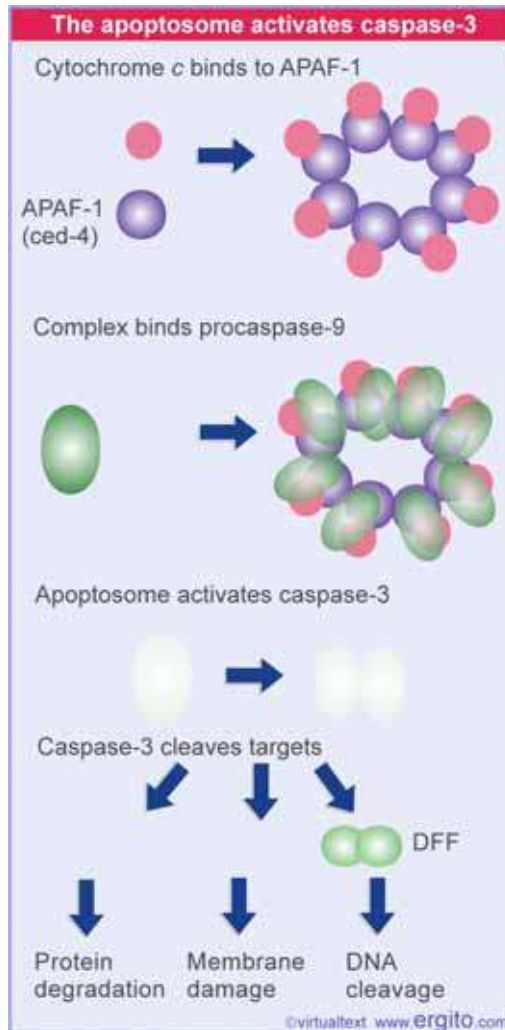 The apoptosome activates caspase-3
Cytochrome c binds to APAF-1
APAF-1
(ced-4)
Complex binds procaspase-9
Apoptosome activates caspase-3
Caspase-3 cleaves targets
DFF
Protein
degradation
Membrane
damage
DNA
cleavage
©virtualtext www.ergito.com